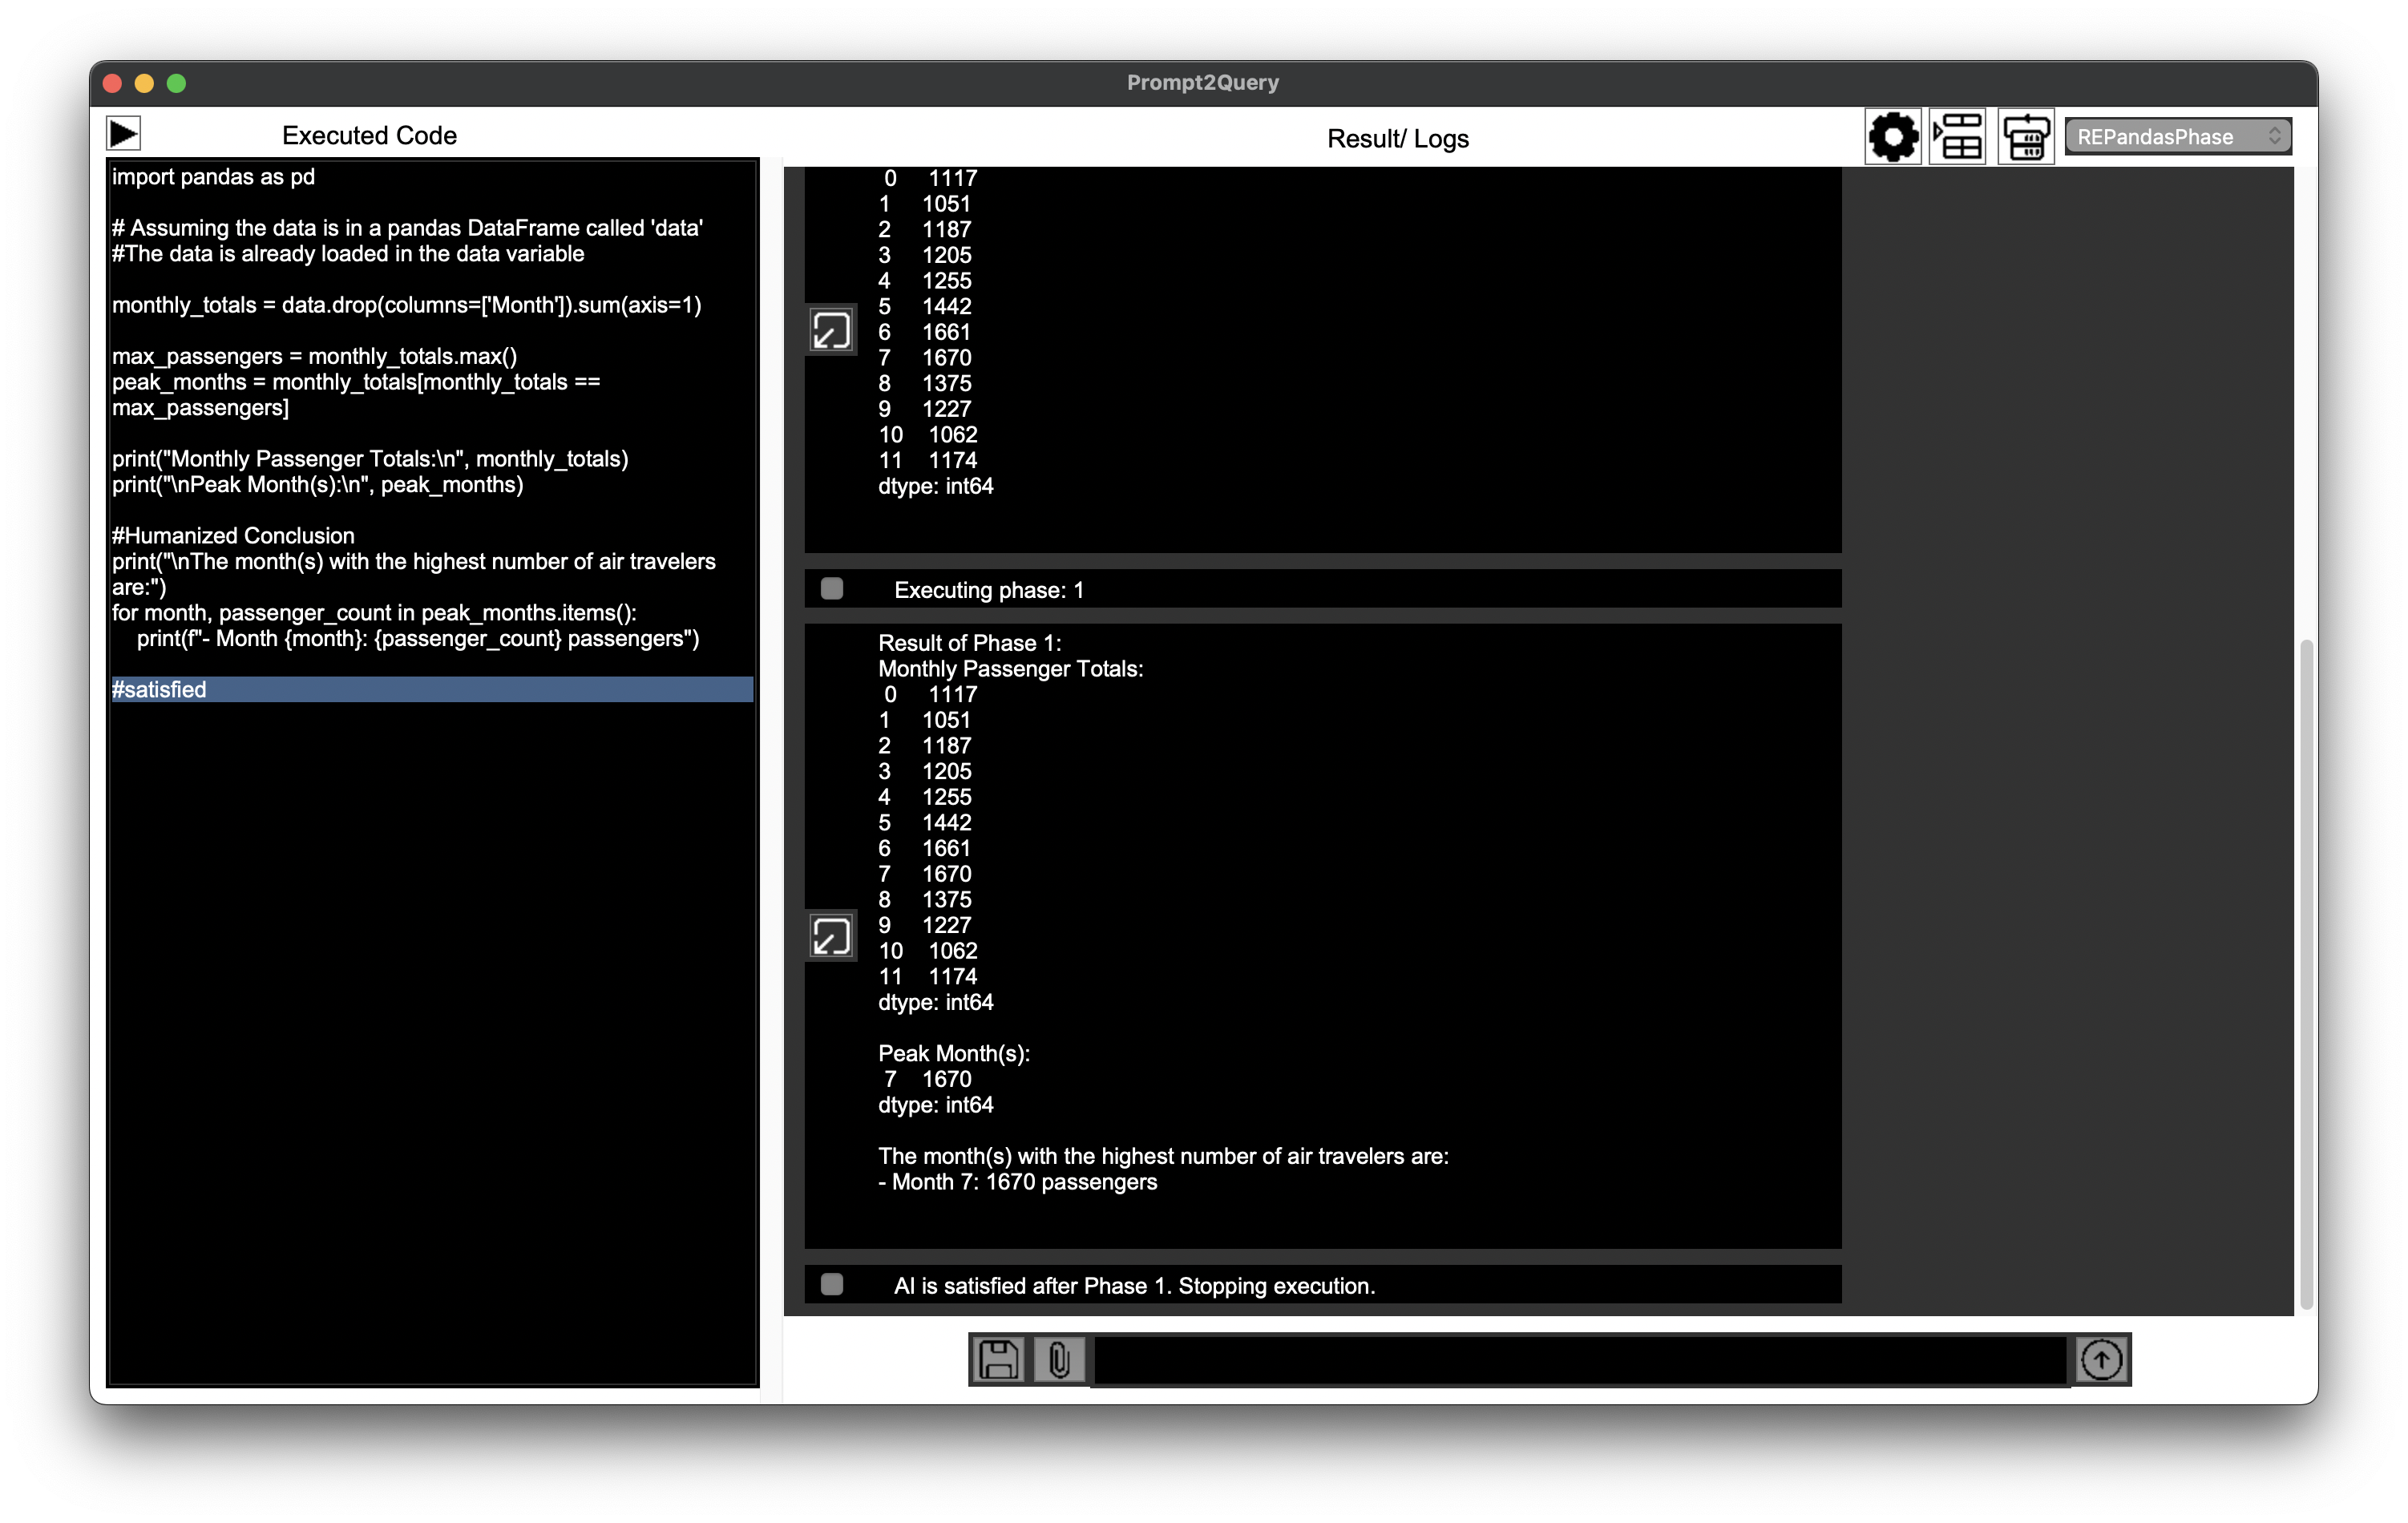 Prompt2Query
Executed Code
Result/ Logs
REPandasPhase
import pandas as pd
# Assuming the data is in a pandas DataFrame called 'data'
#The data is already loaded in the data variable
monthly_totals = data.drop(columns=['Month']).sum(axis=1)
max_passengers = monthly_totals.max()
peak_months = monthly_totals[monthly_totals ==
max_passengers]
print("Monthly Passenger Totals:\n", monthly_totals)
print("\nPeak Month(s):\n", peak_months)
#Humanized Conclusion
print("\nThe month(s) with the highest number of air travelers
are:")
for month, passenger_count in peak_months.items():
    print(f"- Month {month}: {passenger_count} passengers")
#satisfied
0 1117
1 1051
2 1187
3 1205
4 1255
5 1442
6 1661
7 1670
8 1375
9 1227
10 1062
11 1174
dtype: int64
Executing phase: 1
Result of Phase 1:
Monthly Passenger Totals:
0 1117
1 1051
2 1187
3 1205
4 1255
5 1442
6 1661
7 1670
8 1375
9 1227
10 1062
11 1174
dtype: int64
Peak Month(s):
7 1670
dtype: int64
The month(s) with the highest number of air travelers are:
- Month 7: 1670 passengers
AI is satisfied after Phase 1. Stopping execution.